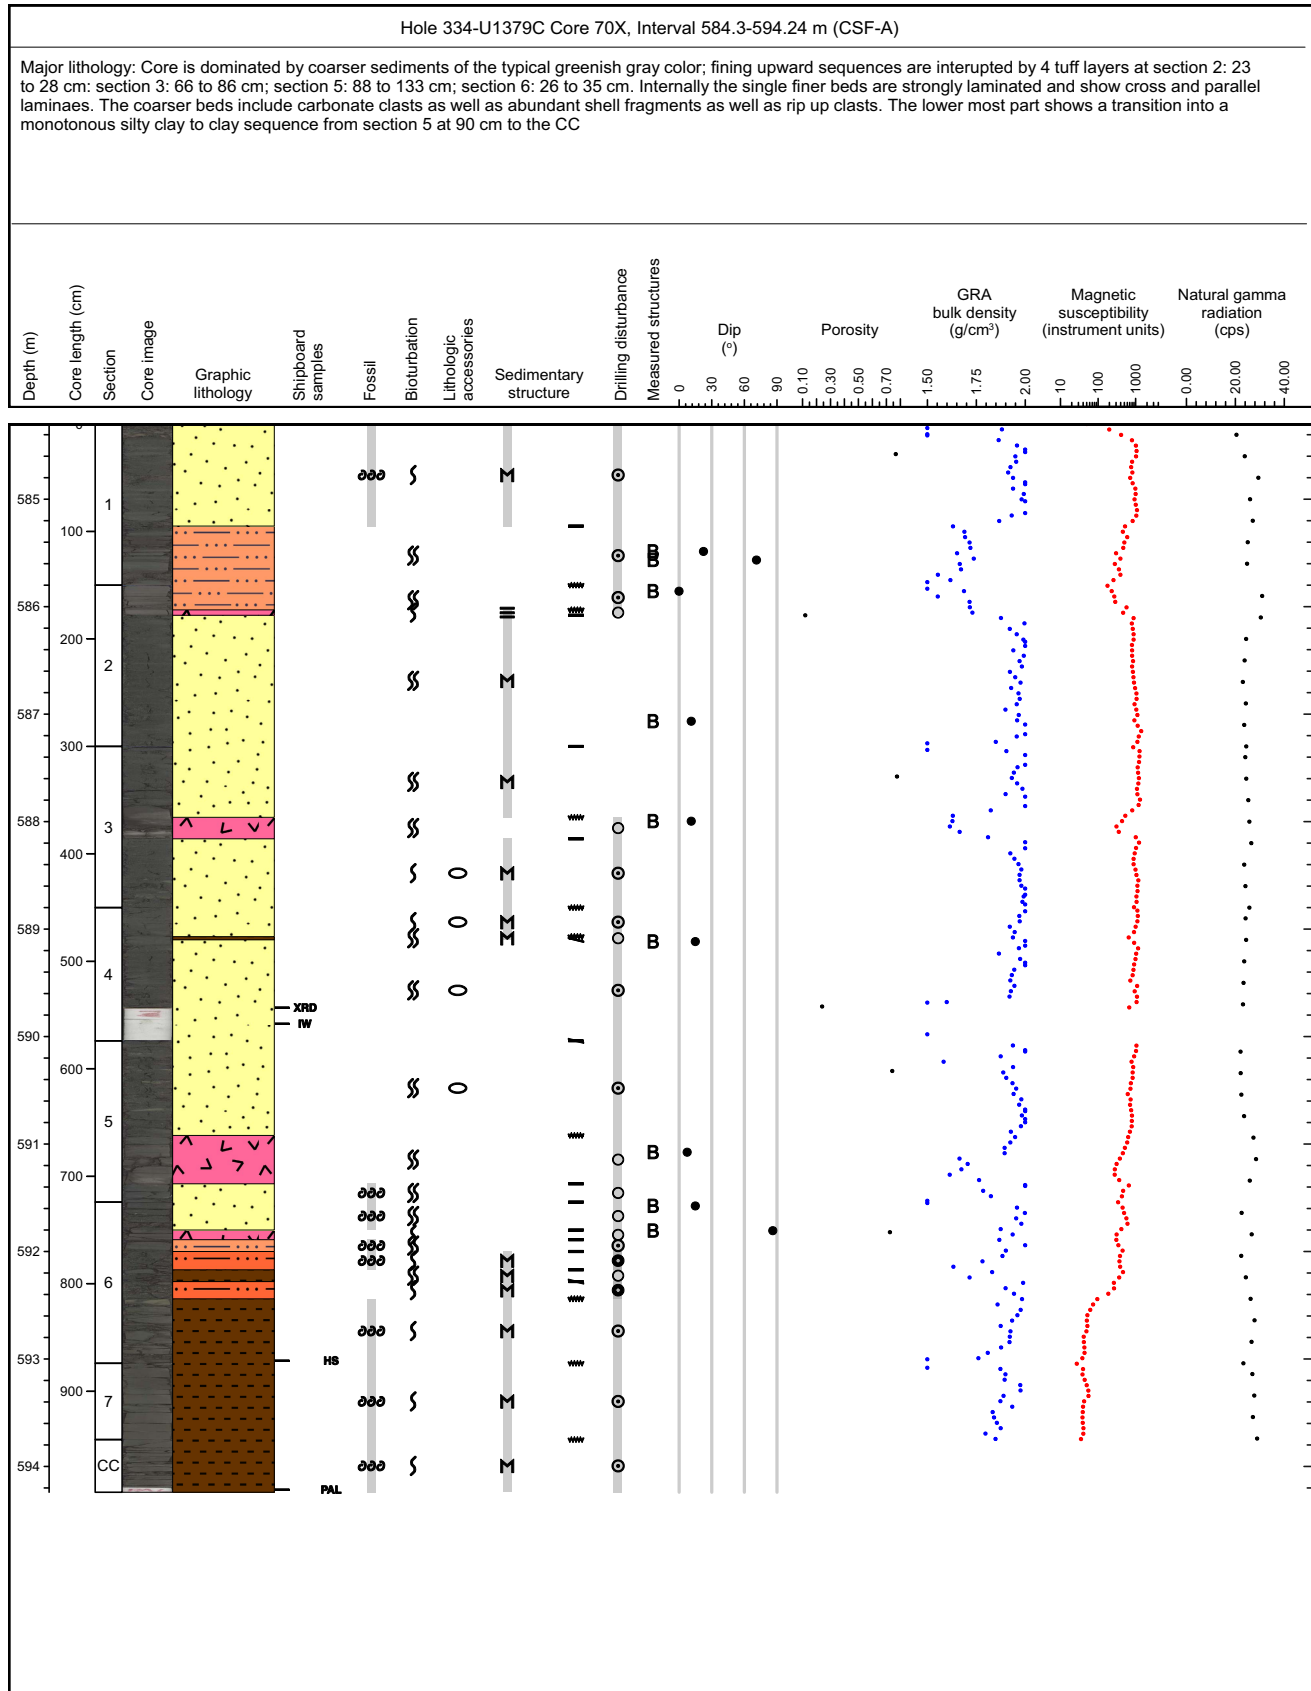 Hole 334-U1379C Core 70X, Interval 584.3-594.24 m (CSF-A)
Major lithology: Core is dominated by coarser sediments of the typical greenish gray color; fining upward sequences are interupted by 4 tuff layers at section 2: 23
to 28 cm: section 3: 66 to 86 cm; section 5: 88 to 133 cm; section 6: 26 to 35 cm. Internally the single finer beds are strongly laminated and show cross and parallel
laminaes. The coarser beds include carbonate clasts as well as abundant shell fragments as well as rip up clasts. The lower most part shows a transition into a
monotonous silty clay to clay sequence from section 5 at 90 cm to the CC
Depth (m)
Core length (cm)
Section
Core image
Graphic
lithology
Shipboard
samples
Fossil
Bioturbation
Lithologic
accessories
Sedimentary
structure
Drilling disturbance
Measured structures
Dip
(o)
0 30 60 90
Porosity
0.10 0.30 0.50 0.70
GRA
bulk density
(g/cm³)
1.50 1.75 2.00
Magnetic
susceptibility
(instrument units)
10 100 1000
Natural gamma
radiation
(cps)
0.00 20.00 40.00
0
585
1
100
B
B
B
586
200
2
587
B
300
588
3
B
400
589
4
B
500
XRD
IW
590
600
5
591
B
700
B
B
592
6
800
593
HS
900
7
594
CC
PAL